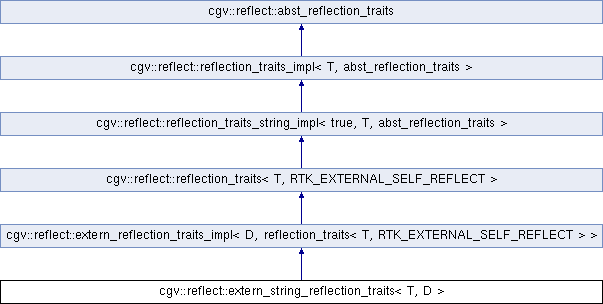 cgv::reflect::abst_reflection_traits
cgv::reflect::reflection_traits_impl< T, abst_reflection_traits >
cgv::reflect::reflection_traits_string_impl< true, T, abst_reflection_traits >
cgv::reflect::reflection_traits< T, RTK_EXTERNAL_SELF_REFLECT >
cgv::reflect::extern_reflection_traits_impl< D, reflection_traits< T, RTK_EXTERNAL_SELF_REFLECT > >
cgv::reflect::extern_string_reflection_traits< T, D >